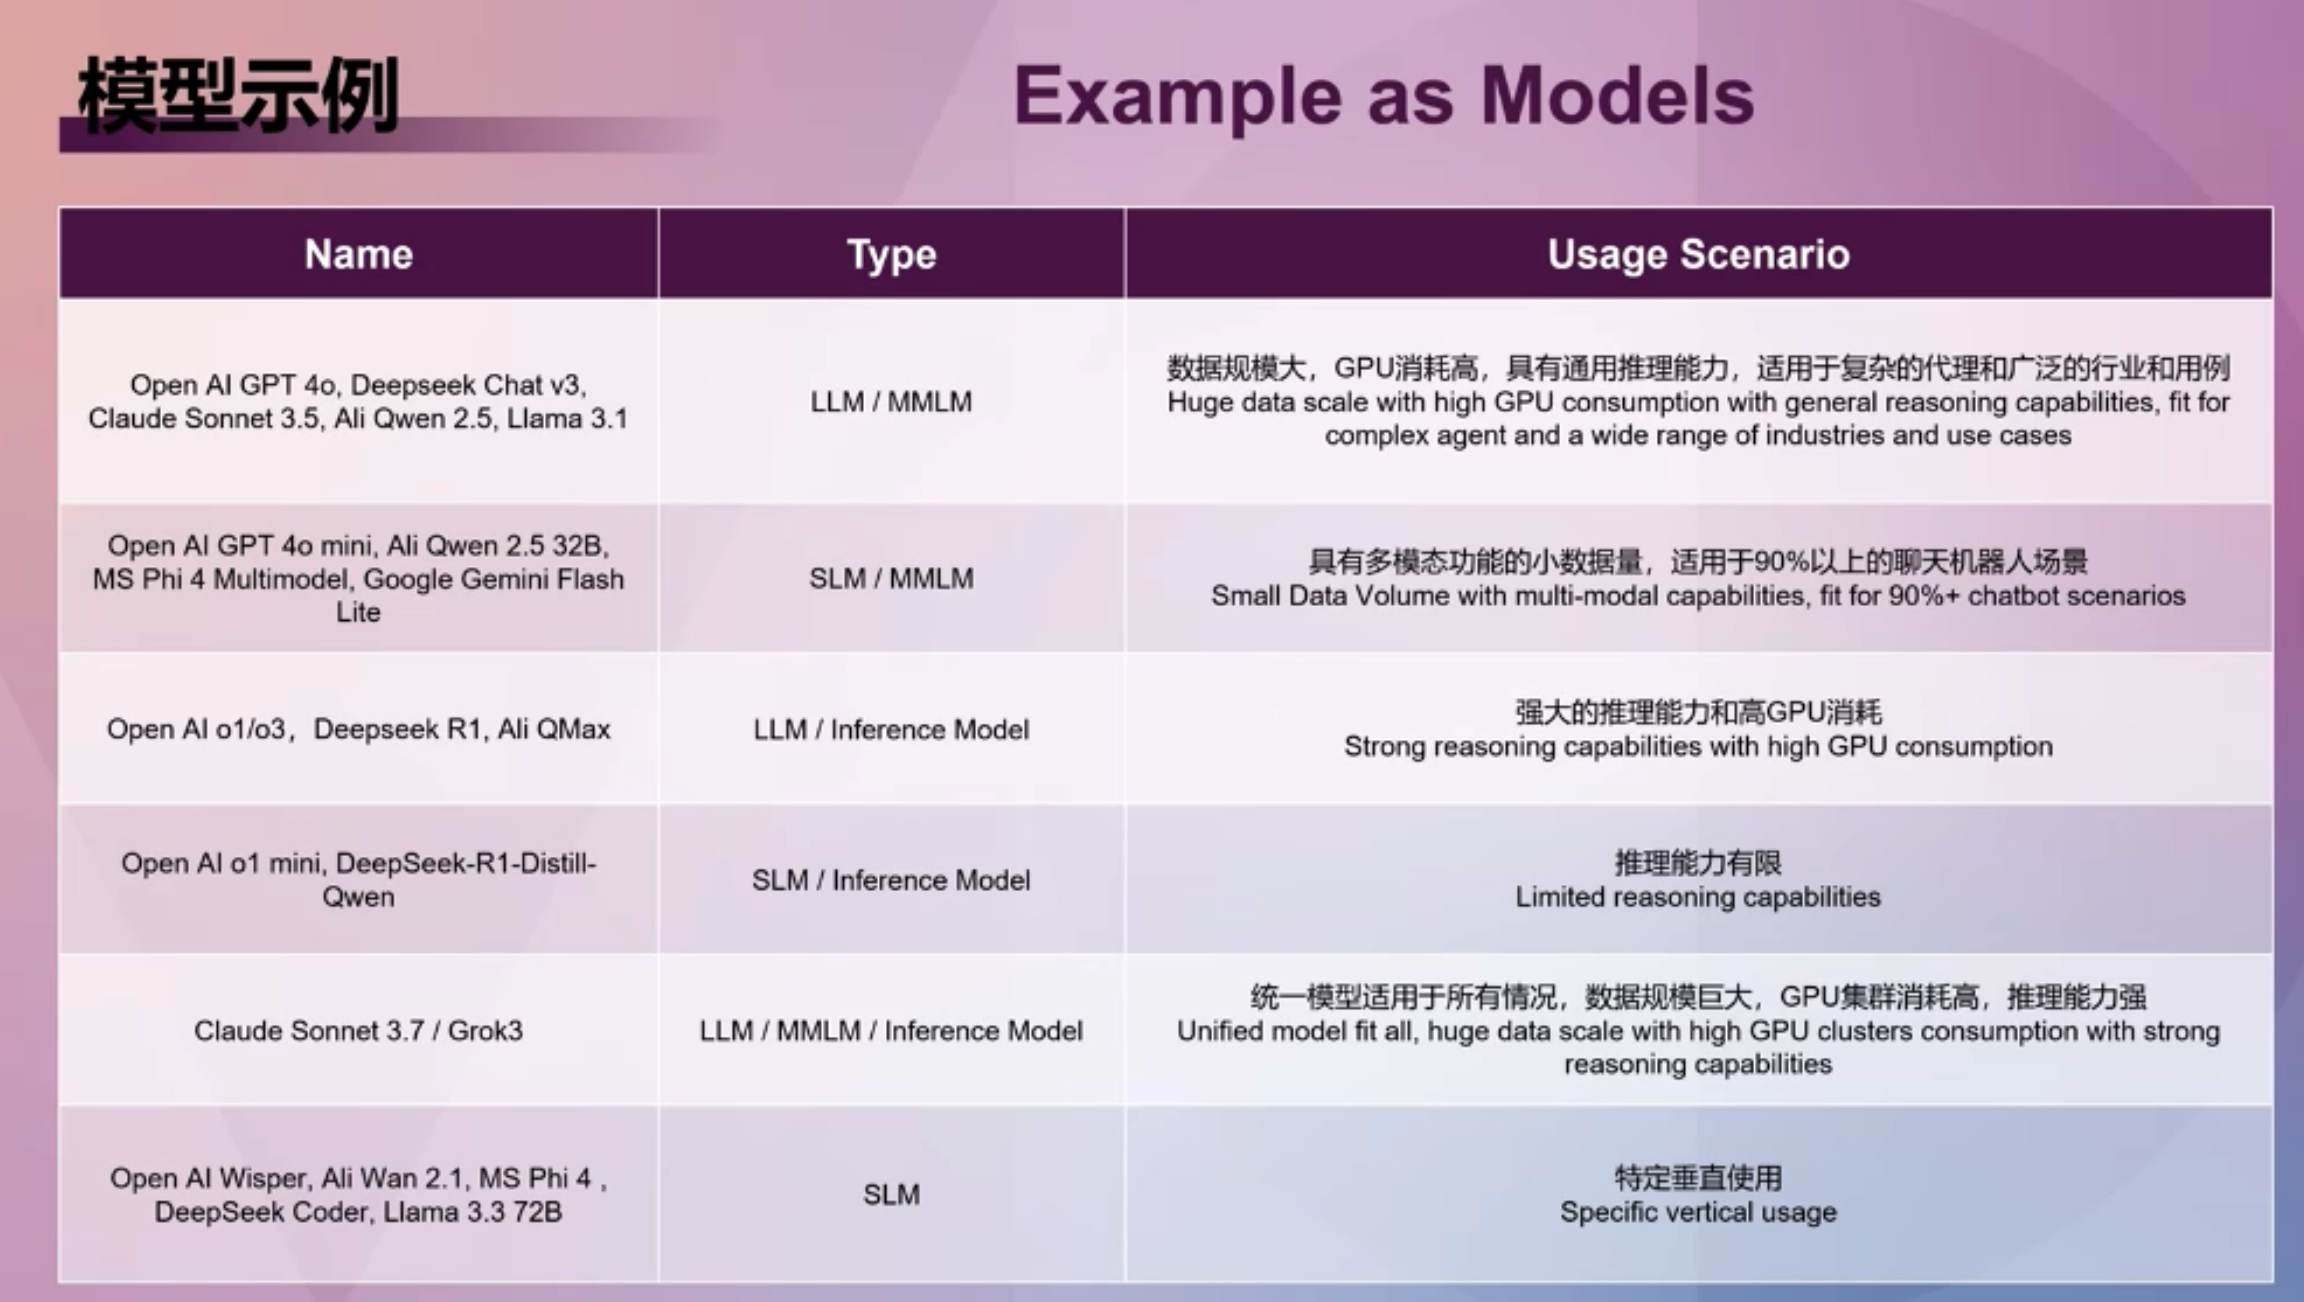 模型示例
Example as Models
Name
Type
Usage Scenario
Open AI GPT 4o, Deepseek Chat v3,
Claude Sonnet 3.5, Ali Qwen 2.5, Llama 3.1
LLM / MMLM
数据规模大，GPU消耗高，具有通用推理能力，适用于复杂的代理和广泛的行业和用例
Huge data scale with high GPU consumption with general reasoning capabilities, fit for
complex agent and a wide range of industries and use cases
Open AI GPT 4o mini, Ali Qwen 2.5 32B,
MS Phi 4 Multimodel, Google Gemini Flash
Lite
SLM / MMLM
具有多模态功能的小数据量，适用于90%以上的聊天机器人场景
Small Data Volume with multi-modal capabilities, fit for 90%+ chatbot scenarios
Open AI o1/o3，Deepseek R1, Ali QMax
LLM / Inference Model
强大的推理能力和高GPU消耗
Strong reasoning capabilities with high GPU consumption
Open AI o1 mini, DeepSeek-R1-Distill-
Qwen
SLM / Inference Model
推理能力有限
Limited reasoning capabilities
Claude Sonnet 3.7 / Grok3
LLM / MMLM / Inference Model
统一模型适用于所有情况，数据规模巨大，GPU集群消耗高，推理能力强
Unified model fit all, huge data scale with high GPU clusters consumption with strong
reasoning capabilities
Open AI Wisper, Ali Wan 2.1, MS Phi 4 ,
DeepSeek Coder, Llama 3.3 72B
SLM
特定垂直使用
Specific vertical usage